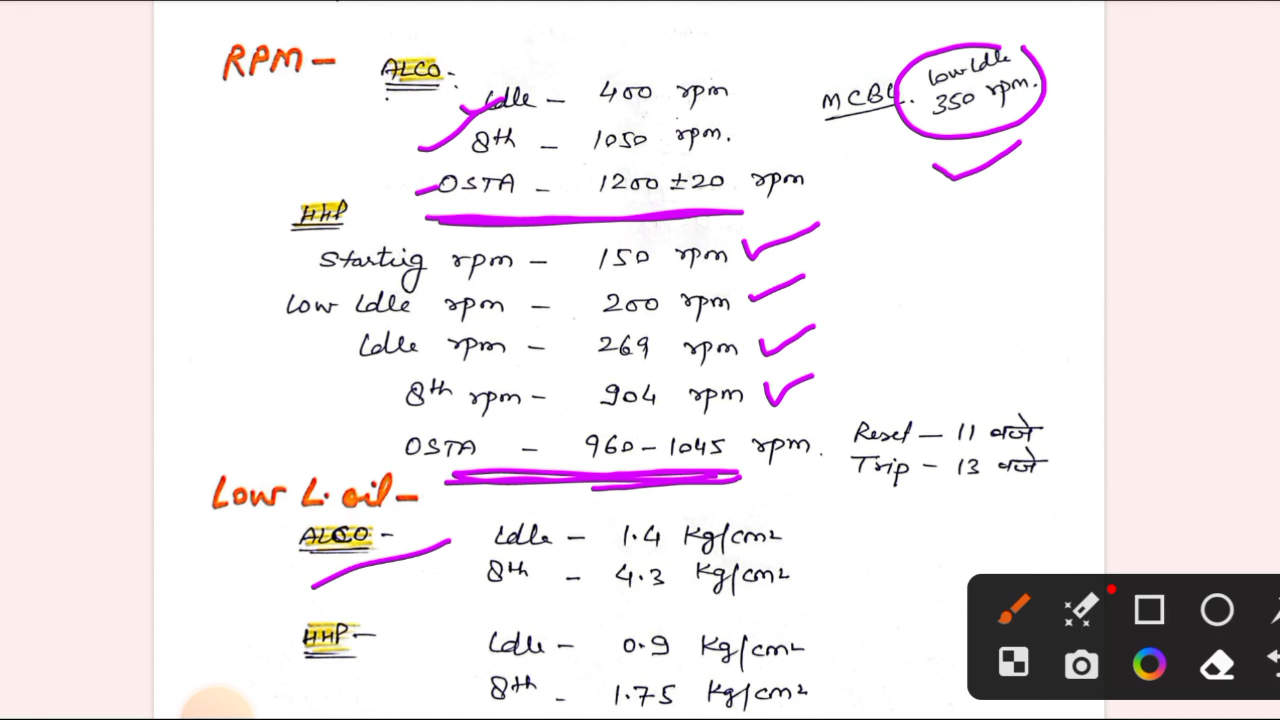 RPM -
ALCO -
Idle - 400 rpm
MCBC. low Idle 350 rpm.
8th - 1050 rpm.
OSTA - 1200 ±20 rpm
HHP
Starting rpm - 150 rpm
Low Idle rpm - 200 rpm
Idle rpm - 269 rpm
8th rpm - 904 rpm
OSTA - 960 - 1045 rpm.
Reset - 11 बजे
Trip - 13 बजे
Low L. oil -
ALCO -
Idle - 1.4 Kg/cm2
8th - 4.3 Kg/cm2
HHP -
Idle - 0.9 Kg/cm2
8th - 1.75 Kg/cm2